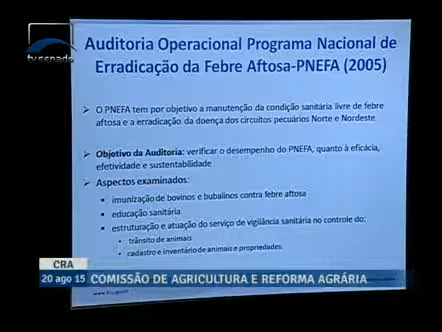 tv senado
Auditoria Operacional Programa Nacional de
Erradicação da Febre Aftosa-PNEFA (2005)
➢ O PNEFA tem por objetivo a manutenção da condição sanitária livre de febre
aftosa e a erradicação da doença dos circuitos pecuários Norte e Nordeste
➢ Objetivo da Auditoria: verificar o desempenho do PNEFA, quanto à eficácia,
efetividade e sustentabilidade
➢ Aspectos examinados:
▪ imunização de bovinos e bubalinos contra febre aftosa
▪ educação sanitária
▪ estruturação e atuação do serviço de vigilância sanitária no controle do:
• trânsito de animais
• cadastro e inventário de animais e propriedades.
CRA
20 ago 15 COMISSÃO DE AGRICULTURA E REFORMA AGRÁRIA